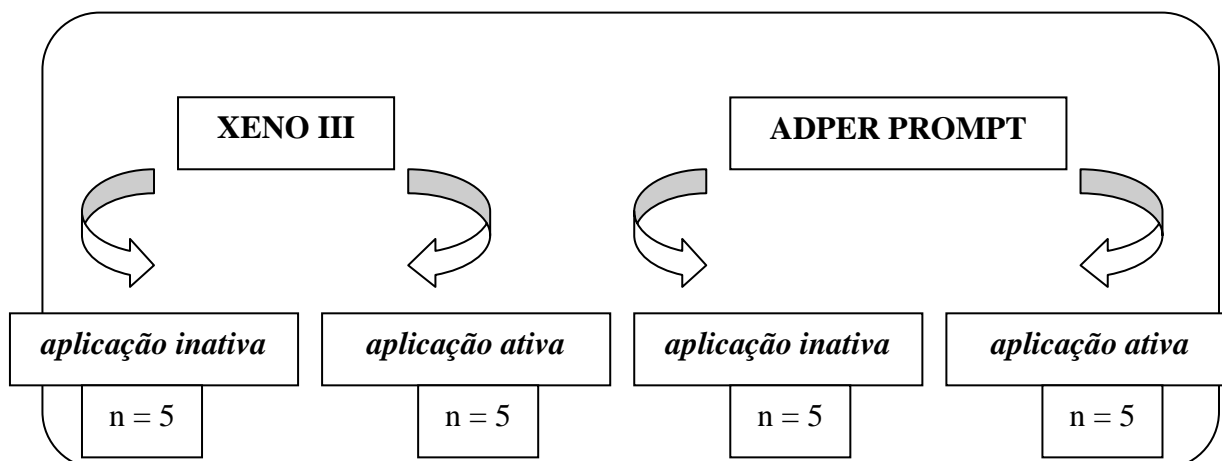 XENO III
ADPER PROMPT
aplicação inativa
aplicação ativa
aplicação inativa
aplicação ativa
n = 5
n = 5
n = 5
n = 5